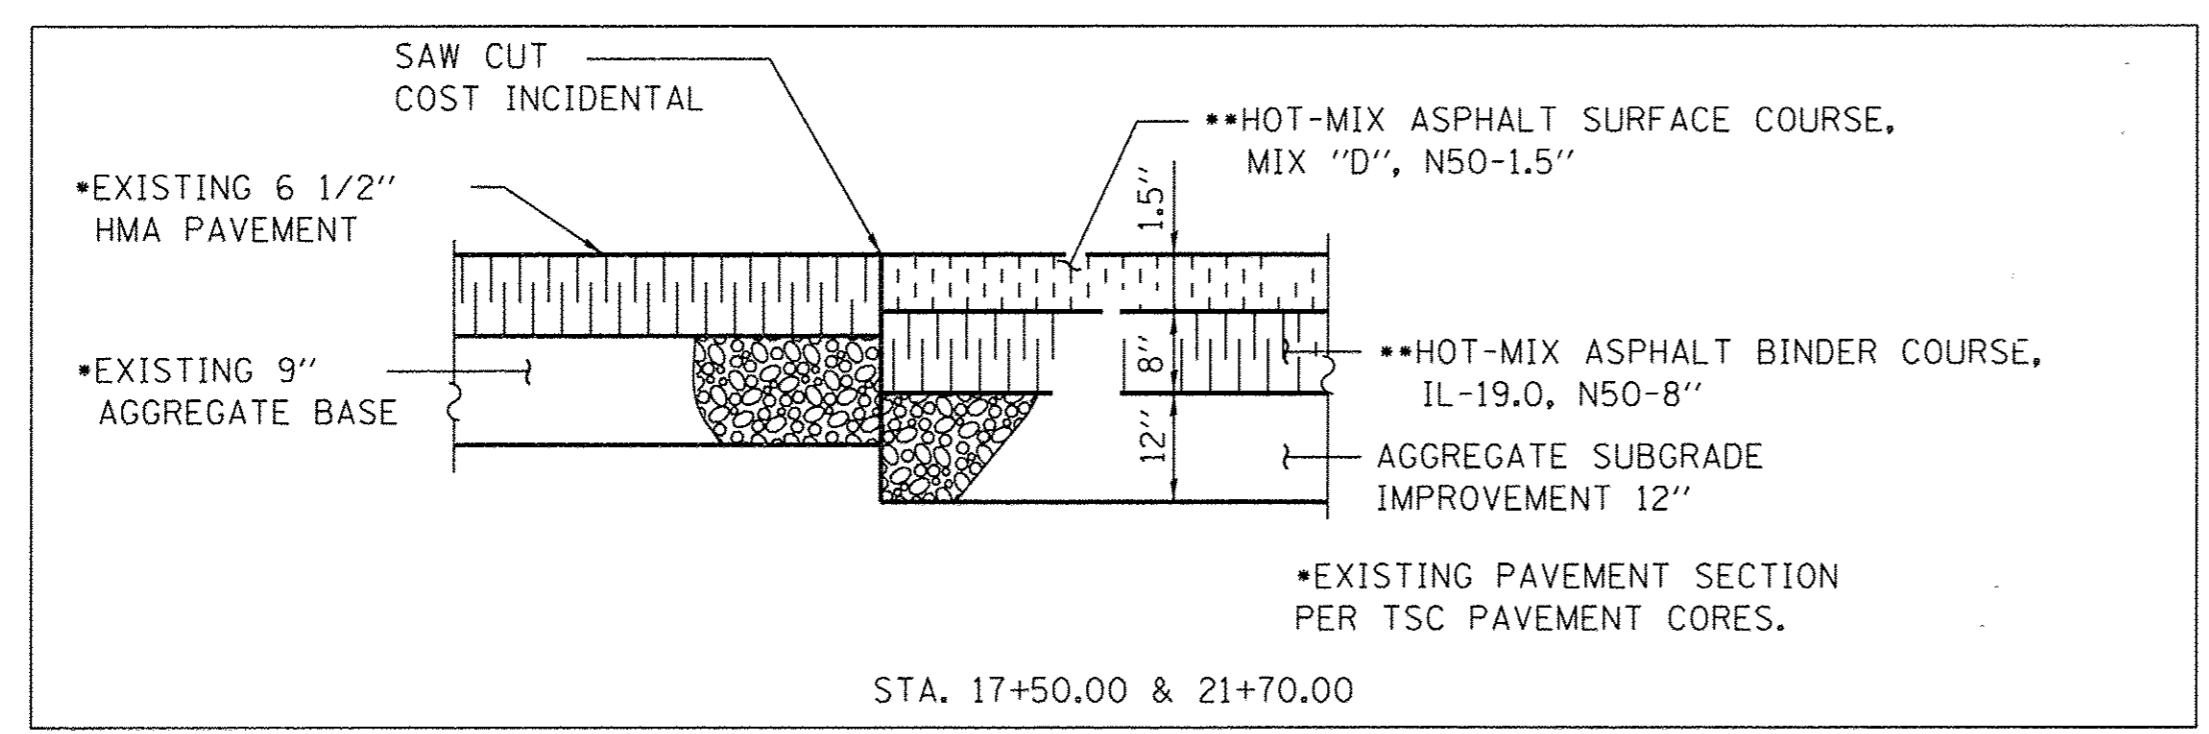 SAW CUT
COST INCIDENTAL
**HOT-MIX ASPHALT SURFACE COURSE,
MIX "D", N50-1.5"
*EXISTING 6 1/2"
HMA PAVEMENT
1.5"
*EXISTING 9"
AGGREGATE BASE
8"
**HOT-MIX ASPHALT BINDER COURSE,
IL-19.0, N50-8"
12"
AGGREGATE SUBGRADE
IMPROVEMENT 12"
*EXISTING PAVEMENT SECTION
PER TSC PAVEMENT CORES.
STA. 17+50.00 & 21+70.00